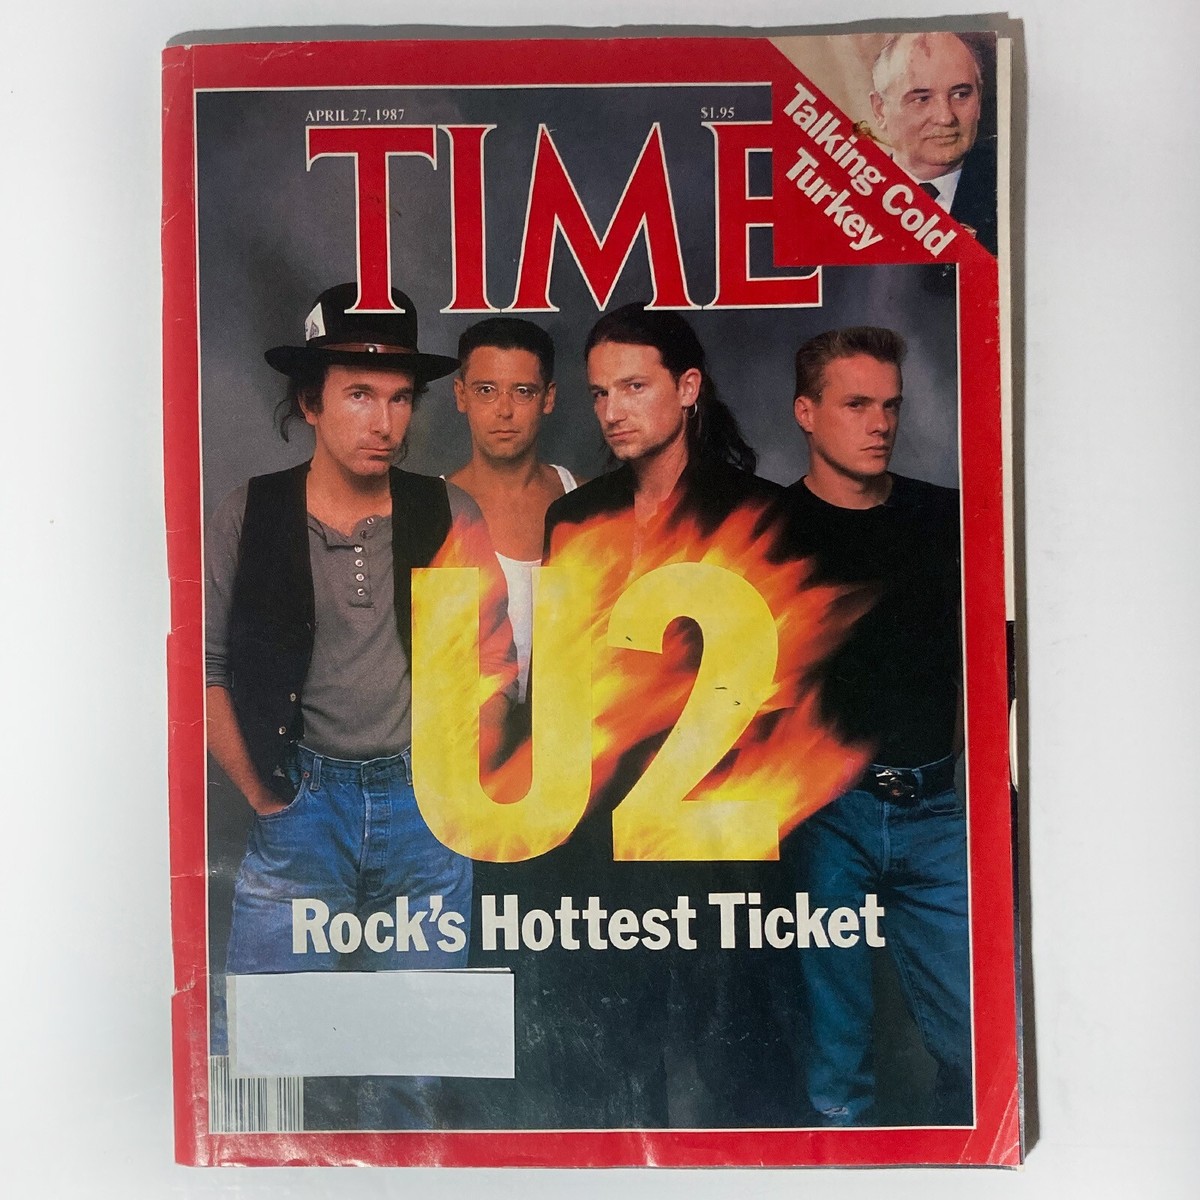 APRIL 27, 1987
$1.95
TIME
Talking Cold
Turkey
U2
Rock's Hottest Ticket